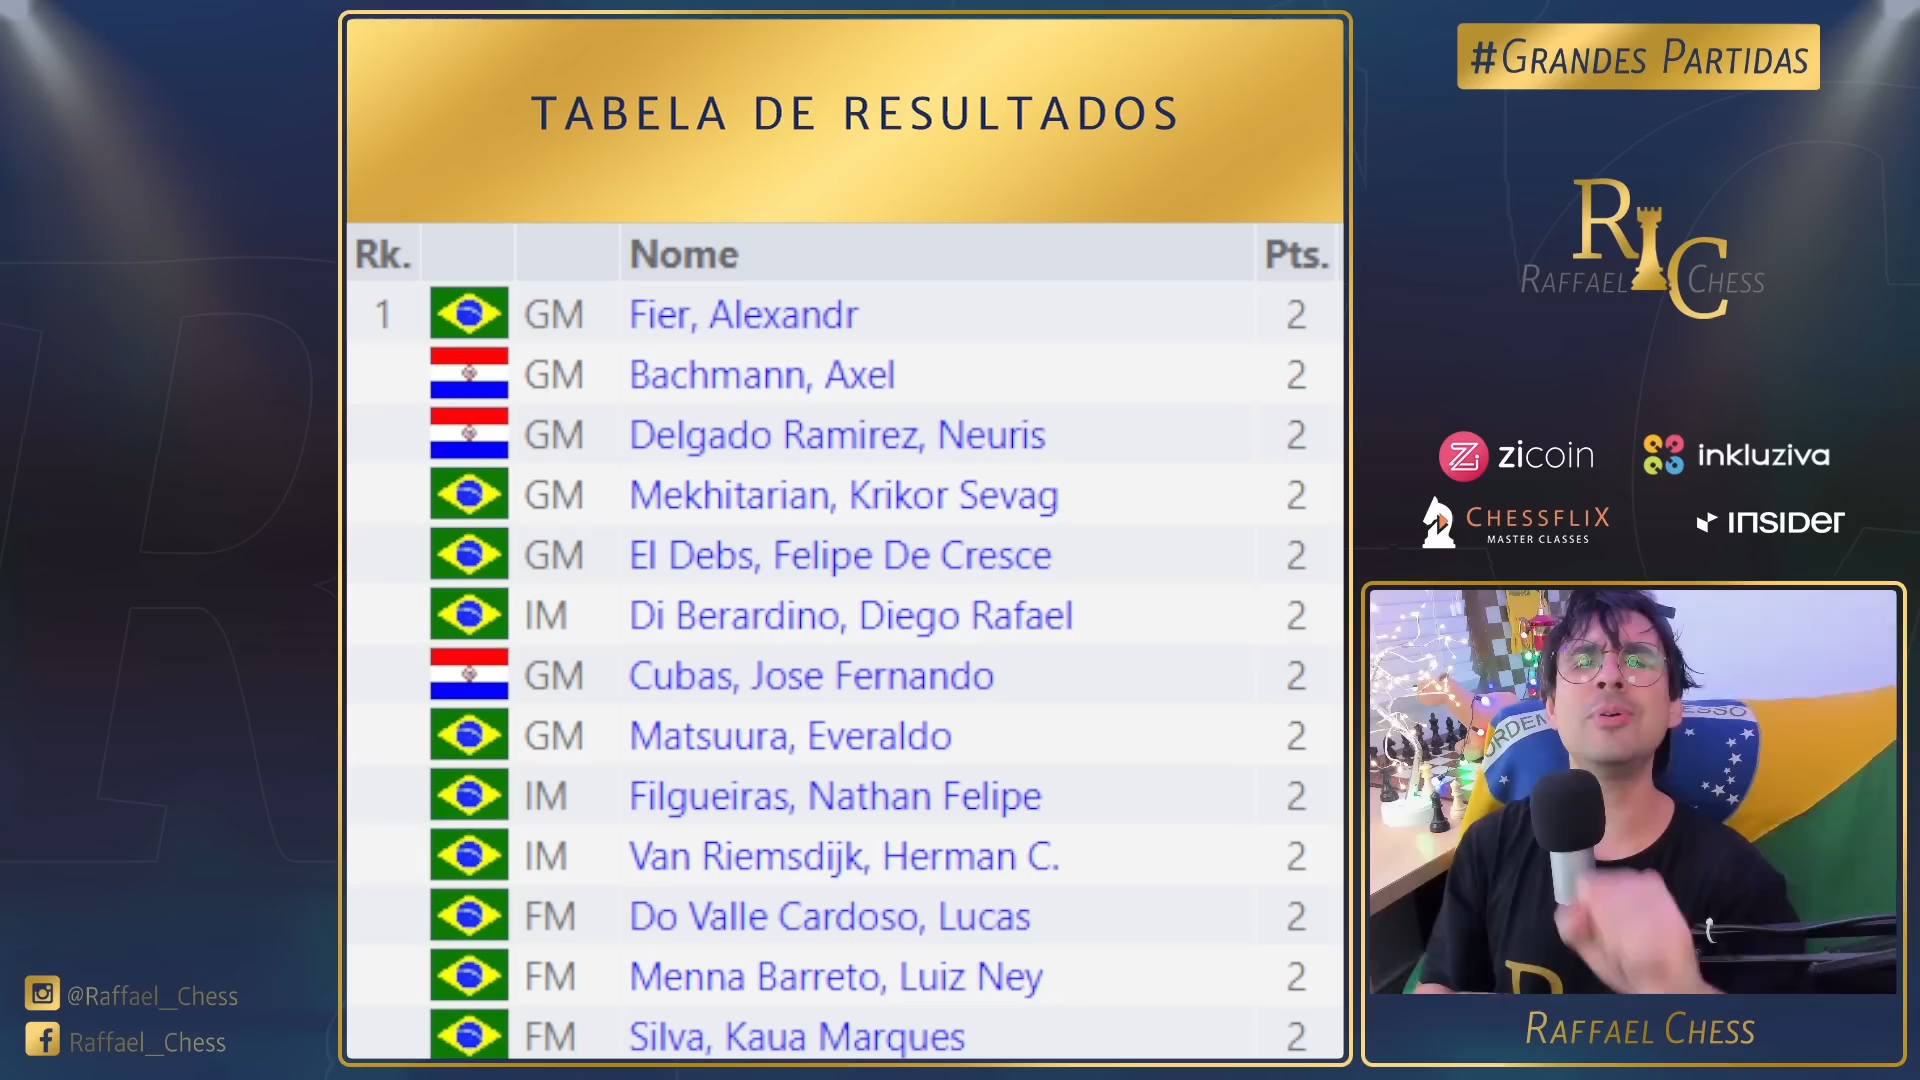 TABELA DE RESULTADOS
Rk. Nome Pts.
1 GM Fier, Alexandr 2
GM Bachmann, Axel 2
GM Delgado Ramirez, Neuris 2
GM Mekhitarian, Krikor Sevag 2
GM El Debs, Felipe De Cresce 2
IM Di Berardino, Diego Rafael 2
GM Cubas, Jose Fernando 2
GM Matsuura, Everaldo 2
IM Filgueiras, Nathan Felipe 2
IM Van Riemsdijk, Herman C. 2
FM Do Valle Cardoso, Lucas 2
FM Menna Barreto, Luiz Ney 2
FM Silva, Kaua Marques 2
#GRANDES PARTIDAS
R C
RAFFAEL CHESS
zicoin inkluziva
CHESSFLIX INSIDER
MASTER CLASSES
ORDEM ESSO
RAFFAEL CHESS
@Raffael_Chess
Raffael_Chess